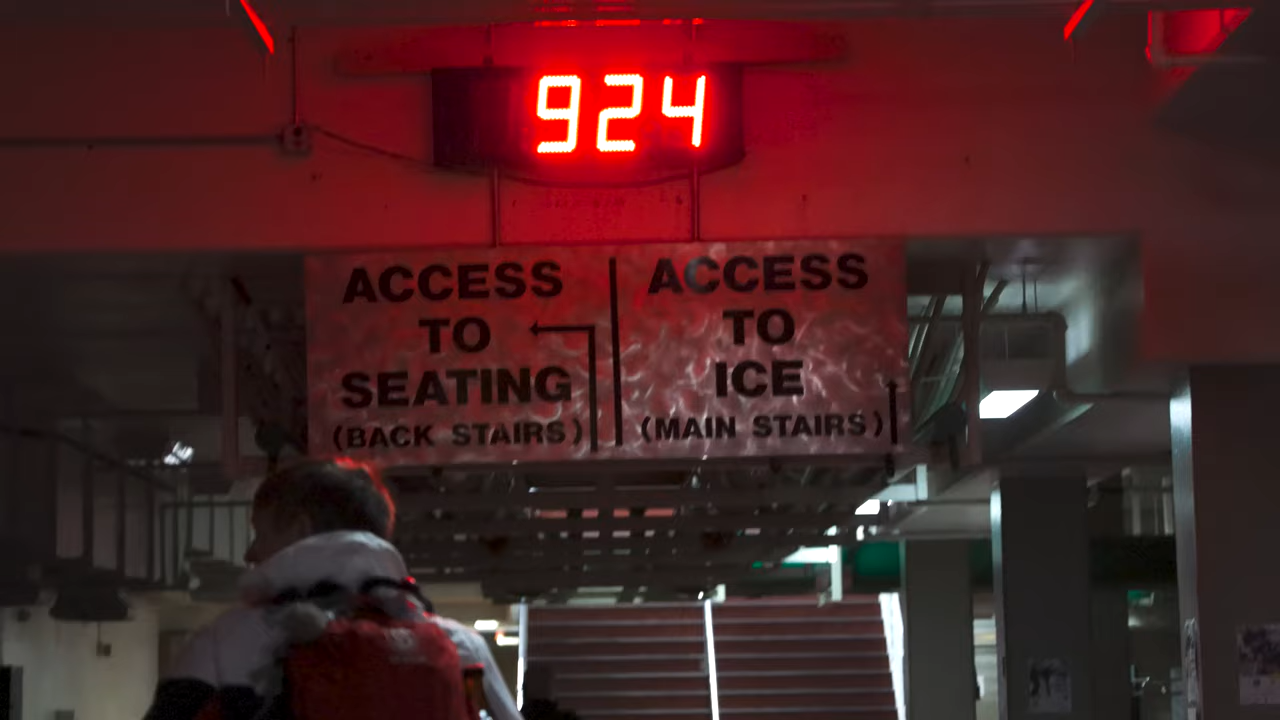 924
ACCESS
TO
SEATING
(BACK STAIRS)
ACCESS
TO
ICE
(MAIN STAIRS)